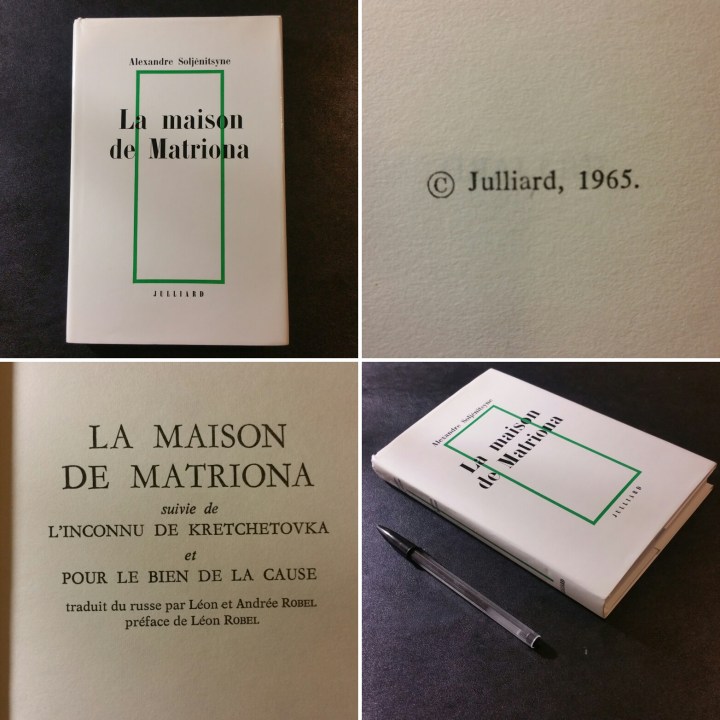 Alexandre Soljénitsyne
La maison
de Matriona
JULLIARD
© Julliard, 1965.
LA MAISON
DE MATRIONA
suivie de
L'INCONNU DE KRETCHETOVKA
et
POUR LE BIEN DE LA CAUSE
traduit du russe par Léon et Andrée ROBEL
préface de Léon ROBEL
Alexandre Soljénitsyne
La maison
de Matriona
JULLIARD